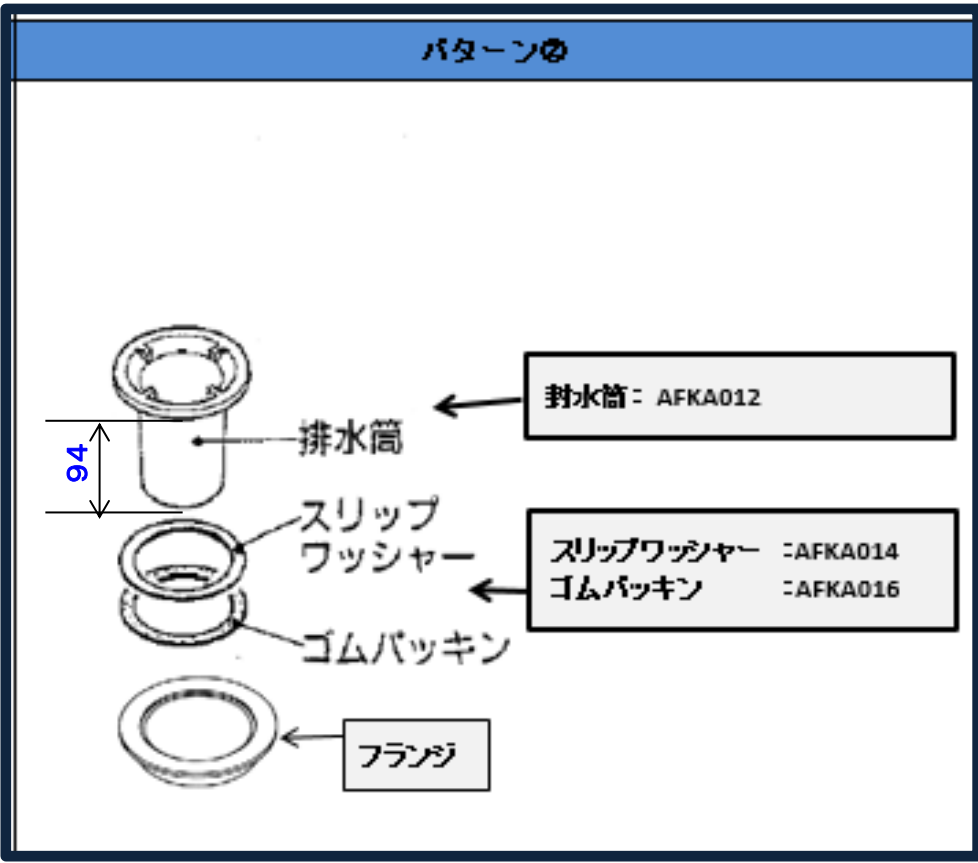 パターン②
封水筒： AFKA012
94
排水筒
スリップ
ワッシャー
スリップワッシャー ：AFKA014
ゴムパッキン ：AFKA016
ゴムパッキン
フランジ